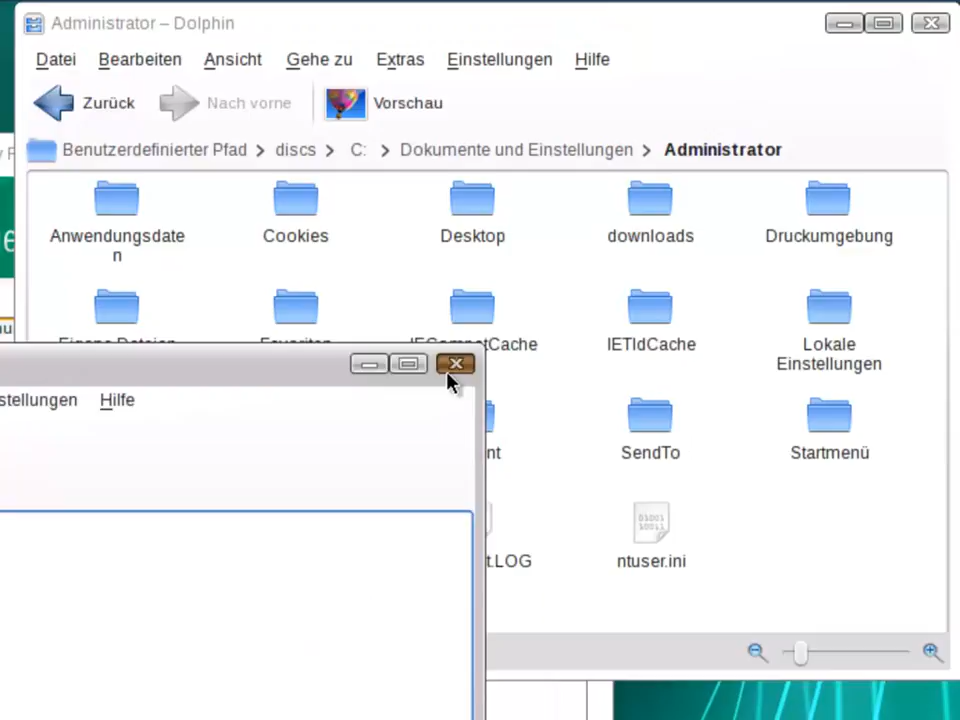 Administrator – Dolphin
Datei Bearbeiten Ansicht Gehe zu Extras Einstellungen Hilfe
Zurück Nach vorne Vorschau
Benutzerdefinierter Pfad > discs > C: > Dokumente und Einstellungen > Administrator
Anwendungsdate
n
Cookies
Desktop
downloads
Druckumgebung
Eigene Dateien
Favoriten
IECompatCache
IETldCache
Lokale
Einstellungen
stellungen Hilfe
nt
SendTo
Startmenü
t.LOG
ntuser.ini